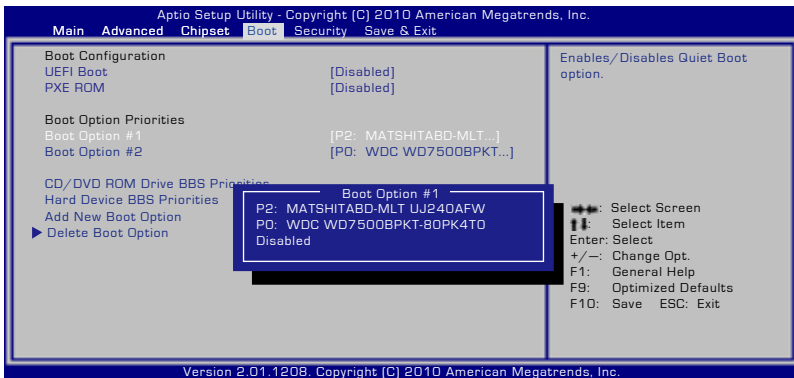 Aptio Setup Utility - Copyright (C) 2010 American Megatrends, Inc.
Main Advanced Chipset Boot Security Save & Exit
Boot Configuration
UEFI Boot [Disabled]
PXE ROM [Disabled]
Boot Option Priorities
Boot Option #1 [P2: MATSHITABD-MLT...]
Boot Option #2 [P0: WDC WD7500BPKT...]
CD/DVD ROM Drive BBS Priorities
Hard Device BBS Priorities
Add New Boot Option
Delete Boot Option
Boot Option #1
P2: MATSHITABD-MLT UJ240AFW
P0: WDC WD7500BPKT-80PK4T0
Disabled
Enables/Disables Quiet Boot
option.
: Select Screen
: Select Item
Enter: Select
+/—: Change Opt.
F1: General Help
F9: Optimized Defaults
F10: Save ESC: Exit
Version 2.01.1208. Copyright (C) 2010 American Megatrends, Inc.